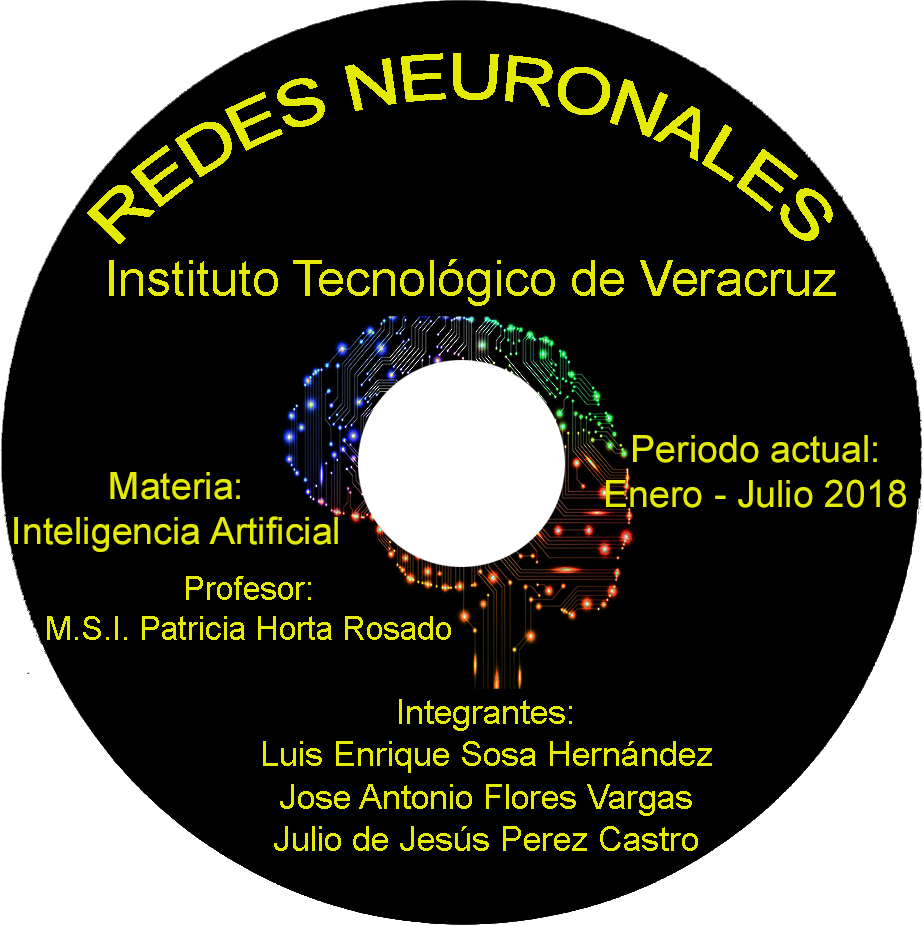 REDES NEURONALES
Instituto Tecnológico de Veracruz
Periodo actual:
Enero - Julio 2018
Materia:
Inteligencia Artificial
Profesor:
M.S.I. Patricia Horta Rosado
Integrantes:
Luis Enrique Sosa Hernández
Jose Antonio Flores Vargas
Julio de Jesús Perez Castro